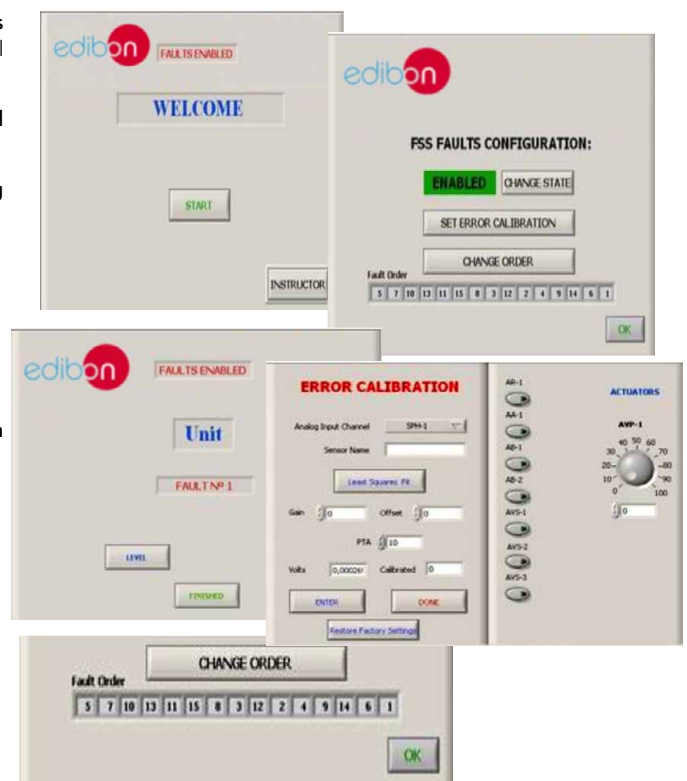 edibon
FAULTS ENABLED
WELCOME
START
INSTRUCTOR
edibon
FSS FAULTS CONFIGURATION:
ENABLED CHANGE STATE
SET ERROR CALIBRATION
CHANGE ORDER
Fault Order
5 7 10 13 11 15 8 3 12 2 4 9 14 6 1
OK
edibon
FAULTS ENABLED
Unit
FAULT Nº 1
LEVEL
FINISHED
ERROR CALIBRATION
Analog Input Channel SPH-1
Sensor Name
Least Squares Fit
Gain 0 Offset 0
PTA 10
Volts 0,00026 Calibrated 0
ENTER DONE
Restore Factory Settings
AR-1
AA-1
AB-1
AB-2
AVS-1
AVS-2
AVS-3
ACTUATORS
AVP-1
0 10 20 30 40 50 60 70 80 90 100
0
CHANGE ORDER
Fault Order
5 7 10 13 11 15 8 3 12 2 4 9 14 6 1
OK